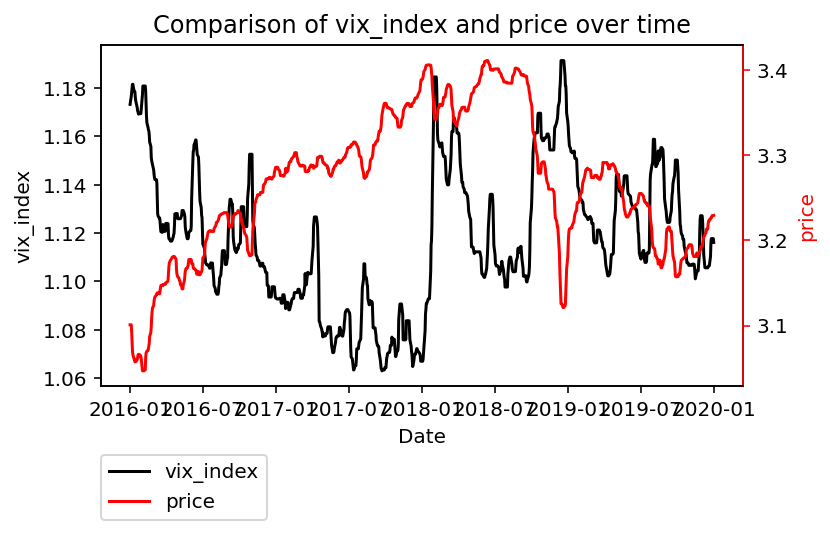 Comparison of vix_index and price over time
vix_index
1.18
1.16
1.14
1.12
1.10
1.08
1.06
3.4
3.3
3.2
3.1
price
2016-01 2016-07 2017-01 2017-07 2018-01 2018-07 2019-01 2019-07 2020-01
Date
vix_index
price